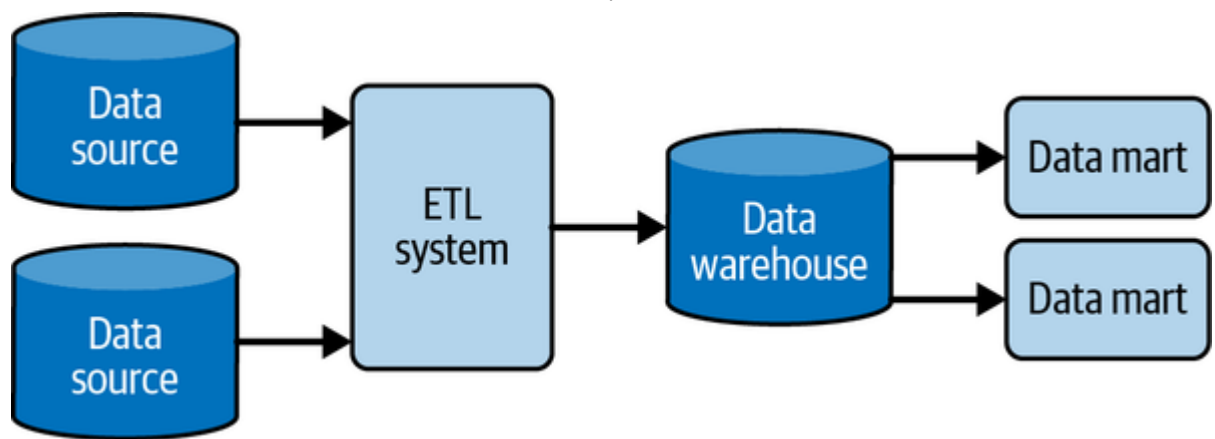 Data
source
Data
source
ETL
system
Data
warehouse
Data mart
Data mart